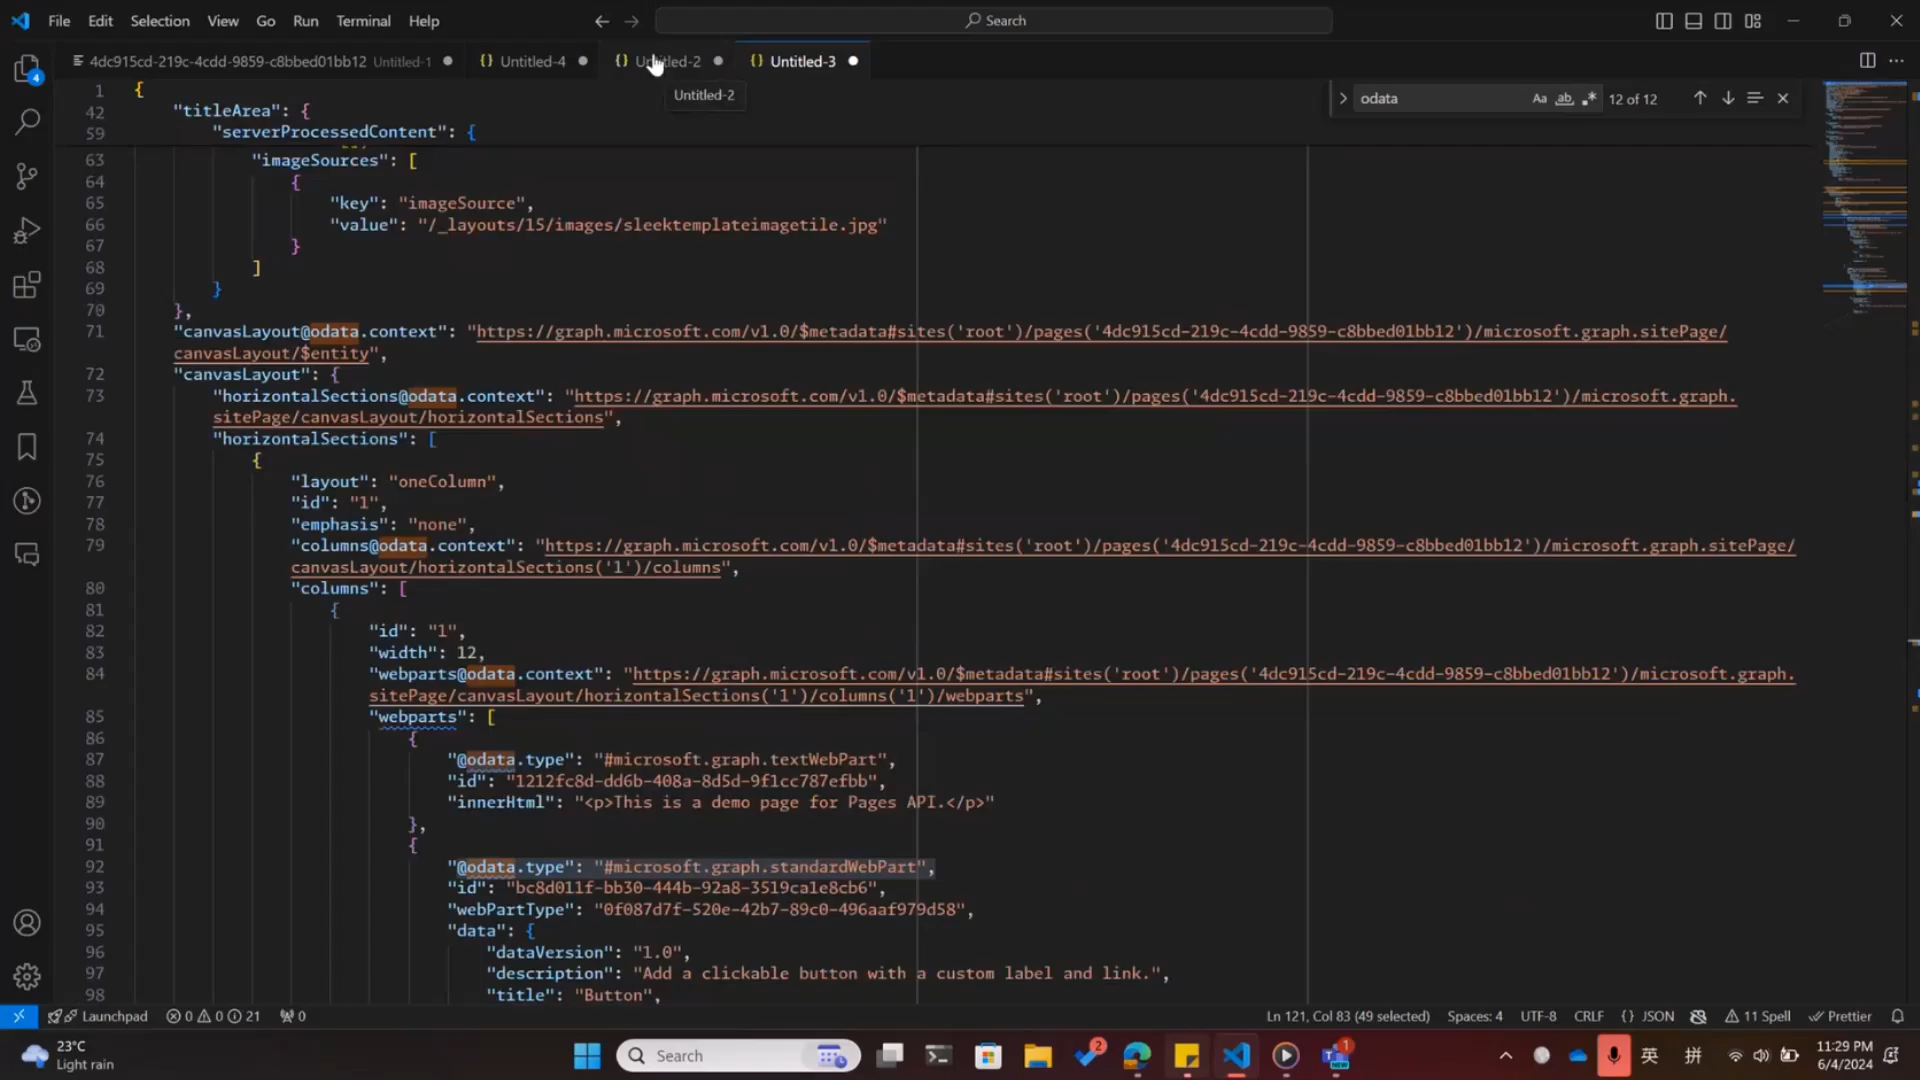 File Edit Selection View Go Run Terminal Help
Search
4dc915cd-219c-4cdd-9859-c8bbed01bb12 Untitled-1
{} Untitled-4
{} Untitled-2
{} Untitled-3
Untitled-2
odata
Aa ab .* 12 of 12
1 {
42 "titleArea": {
59 "serverProcessedContent": {
63 "imageSources": [
64 {
65 "key": "imageSource",
66 "value": "/_layouts/15/images/sleektemplateimagetile.jpg"
67 }
68 ]
69 }
70 },
71 "canvasLayout@odata.context": "https://graph.microsoft.com/v1.0/$metadata#sites('root')/pages('4dc915cd-219c-4cdd-9859-c8bbed01bb12')/microsoft.graph.sitePage/
canvasLayout/$entity",
72 "canvasLayout": {
73 "horizontalSections@odata.context": "https://graph.microsoft.com/v1.0/$metadata#sites('root')/pages('4dc915cd-219c-4cdd-9859-c8bbed01bb12')/microsoft.graph.
sitePage/canvasLayout/horizontalSections",
74 "horizontalSections": [
75 {
76 "layout": "oneColumn",
77 "id": "1",
78 "emphasis": "none",
79 "columns@odata.context": "https://graph.microsoft.com/v1.0/$metadata#sites('root')/pages('4dc915cd-219c-4cdd-9859-c8bbed01bb12')/microsoft.graph.sitePage/
canvasLayout/horizontalSections('1')/columns",
80 "columns": [
81 {
82 "id": "1",
83 "width": 12,
84 "webparts@odata.context": "https://graph.microsoft.com/v1.0/$metadata#sites('root')/pages('4dc915cd-219c-4cdd-9859-c8bbed01bb12')/microsoft.graph.
sitePage/canvasLayout/horizontalSections('1')/columns('1')/webparts",
85 "webparts": [
86 {
87 "@odata.type": "#microsoft.graph.textWebPart",
88 "id": "1212fc8d-dd6b-408a-8d5d-9f1cc787efbb",
89 "innerHtml": "<p>This is a demo page for Pages API.</p>"
90 },
91 {
92 "@odata.type": "#microsoft.graph.standardWebPart",
93 "id": "bc8d011f-bb30-444b-92a8-3519ca1e8cb6",
94 "webPartType": "0f087d7f-520e-42b7-89c0-496aaf979d58",
95 "data": {
96 "dataVersion": "1.0",
97 "description": "Add a clickable button with a custom label and link.",
98 "title": "Button",
4
Launchpad 0 0 21 0
Ln 121, Col 83 (49 selected) Spaces: 4 UTF-8 CRLF {} JSON 11 Spell Prettier
23°C
Light rain
Search
2
NEW
1
英 拼
11:29 PM
6/4/2024